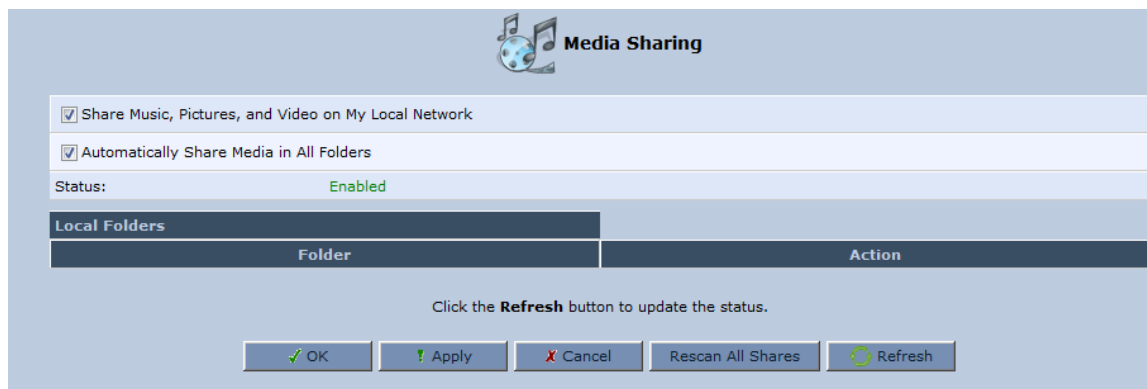 Media Sharing
Share Music, Pictures, and Video on My Local Network
Automatically Share Media in All Folders
Status: Enabled
Local Folders
Folder Action
Click the Refresh button to update the status.
OK Apply Cancel Rescan All Shares Refresh